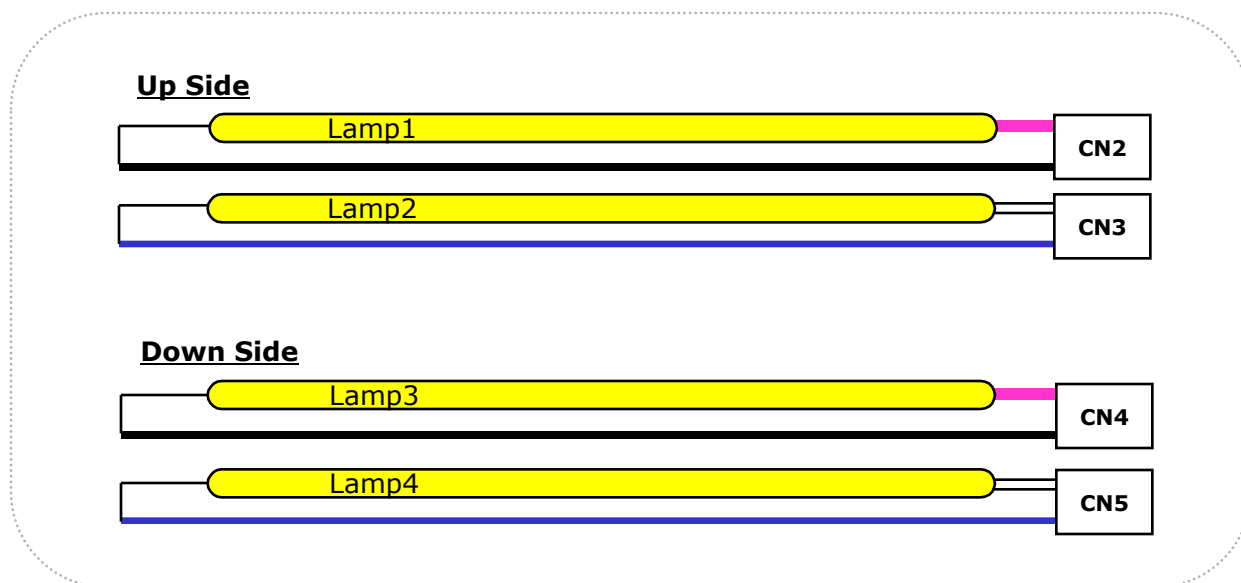 Up Side
Lamp1
CN2
Lamp2
CN3
Down Side
Lamp3
CN4
Lamp4
CN5